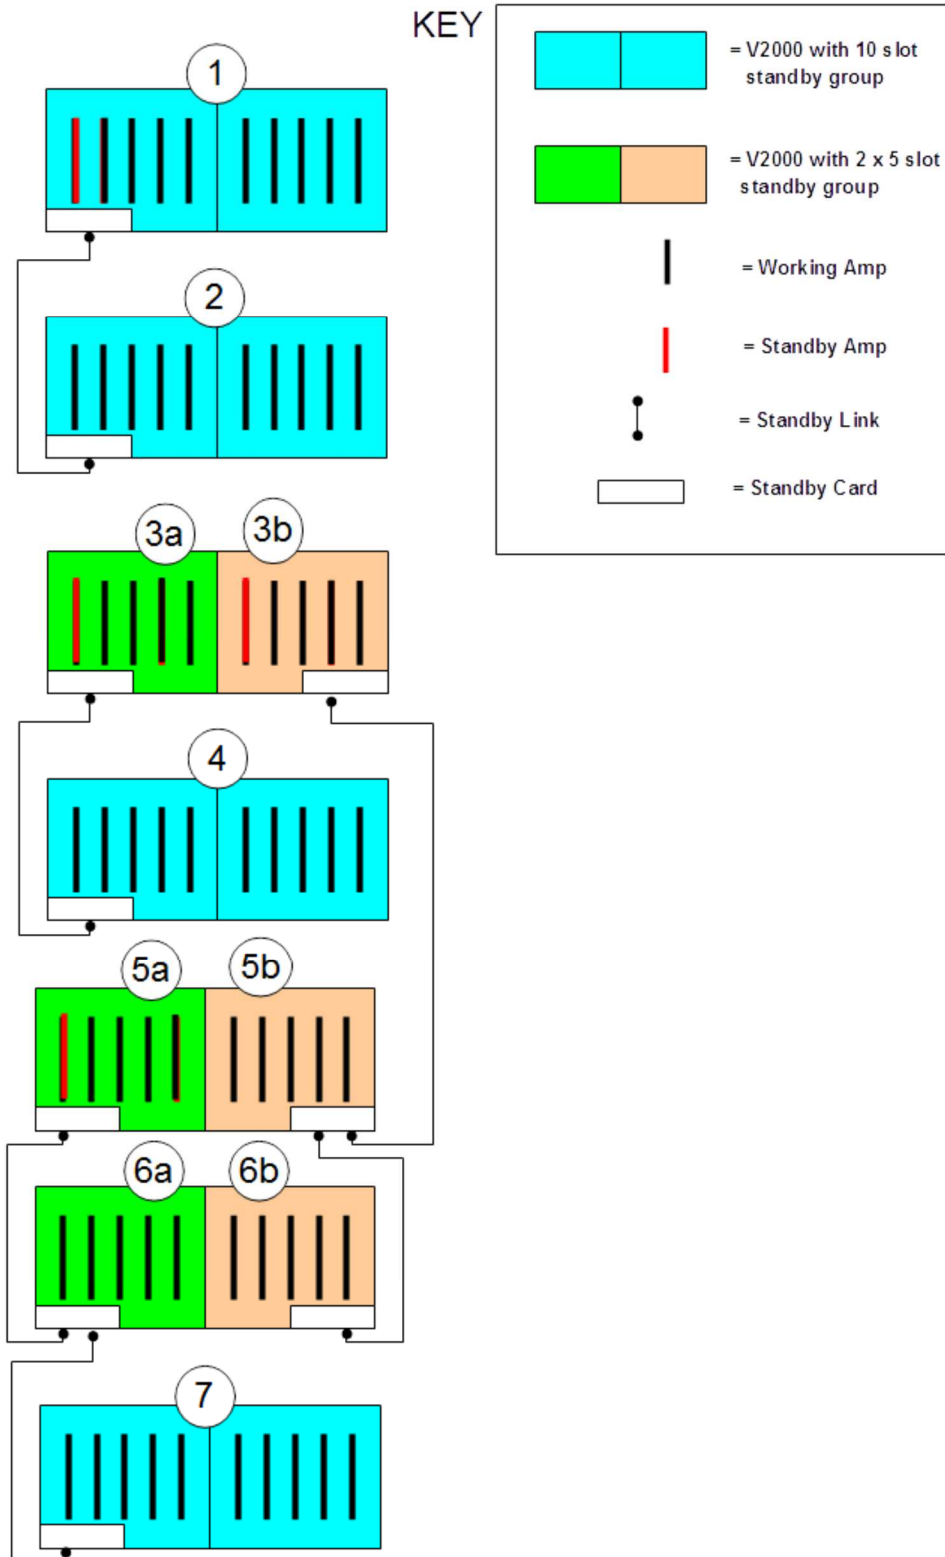 KEY
= V2000 with 10 slot
standby group
= V2000 with 2 x 5 slot
standby group
= Working Amp
= Standby Amp
= Standby Link
= Standby Card
1
2
3a
3b
4
5a
5b
6a
6b
7